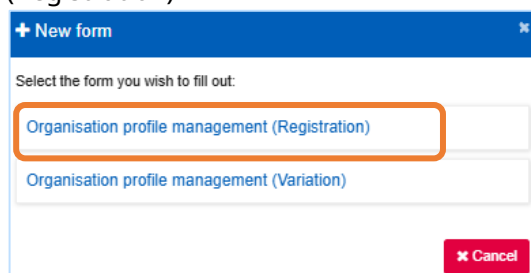 + New form
Select the form you wish to fill out:
Organisation profile management (Registration)
Organisation profile management (Variation)
Cancel